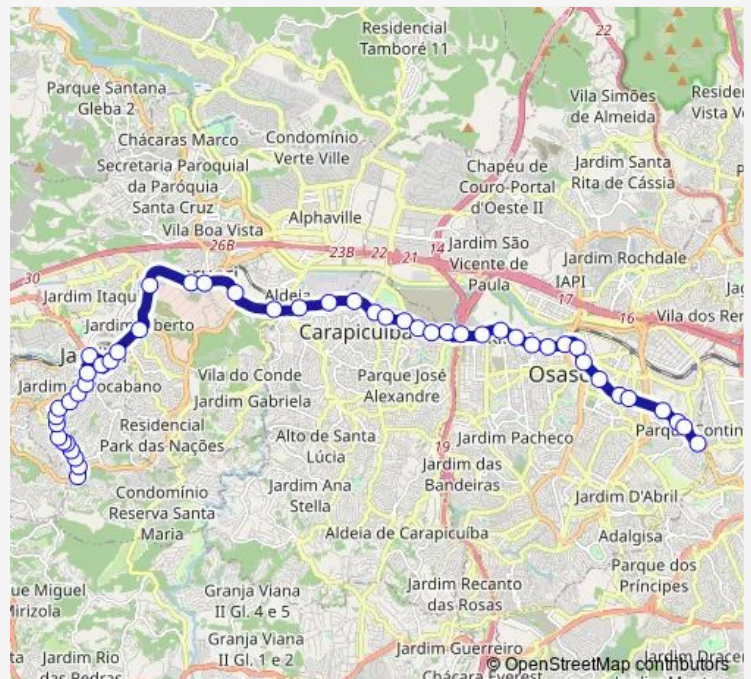 Residencial
Tamboré 11
22
7
Parque Santana
Gleba 2
Vila Simões
de Almeida
Chácaras Marco
Condomínio
Verte Ville
Secretaria Paroquial
da Paróquia
Santa Cruz
Chapéu de
Couro-Portal
d'Oeste II
Jardim Santa
Rita de Cássia
Alphaville
Vila Boa Vista
26B
23B
22
21
14
Jardim São
Vicente de
Paula
Jardim Rochdale
30
IAPI
17
16
Jardim Itaqu
Aldeia
Vila dos
Carapicuíba
Osasc
Vila do Conde
Parque José
Alexandre
Jardim Gabriela
Residencial
Park das Nações
Alto de Santa
Lúcia
19
Jardim Pacheco
Jardim das
Bandeiras
Jardim Ana
Stella
Condomínio
Reserva Santa
Maria
Jardim D'Abril
Aldeia de Carapicuíba
Adalgisa
Parque dos
Príncipes
ue Miguel
Mirizola
Granja Viana
II Gl. 4 e 5
Jardim Recanto
das Rosas
Granja Viana
II Gl. 1 e 2
Jardim Guerreiro
Jardim Rio
das Pedras
© OpenStreetMap contributors